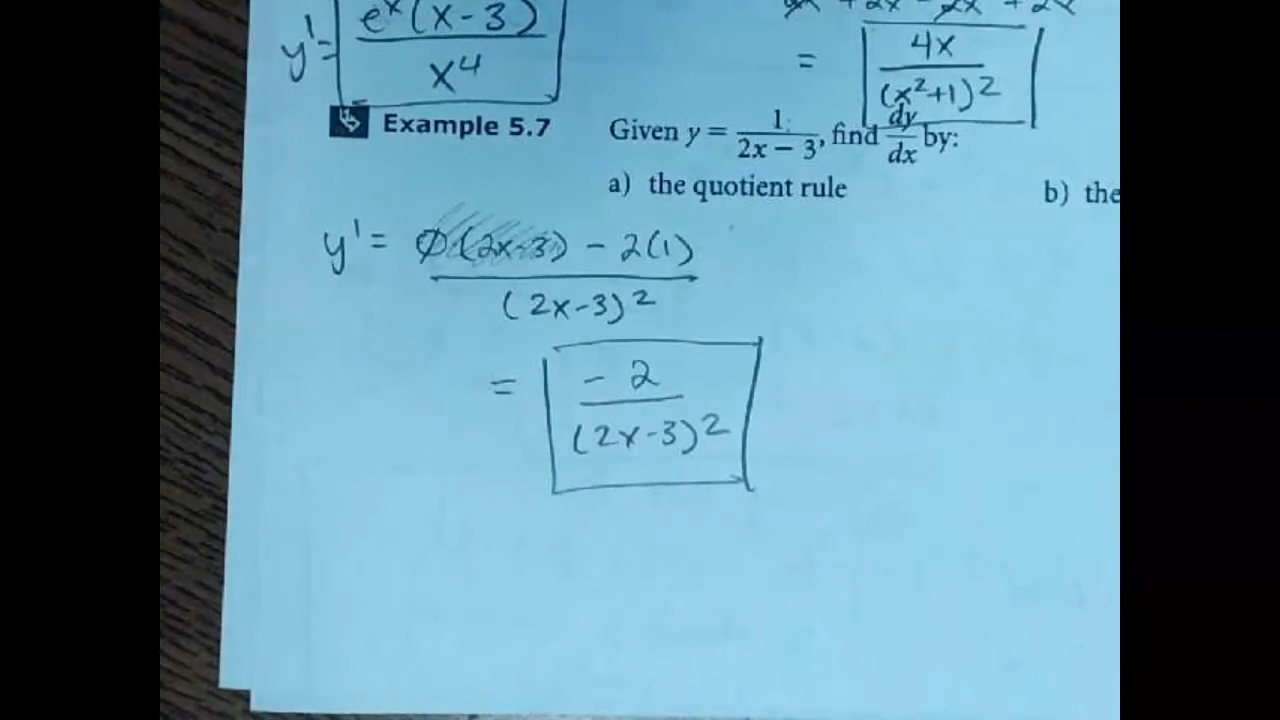 y' = e^x(x-3) / x^4
= 4x / (x²+1)²
Example 5.7 Given y = 1 / (2x − 3), find dy/dx by:
a) the quotient rule b) the
y' = 0(2x-3) - 2(1) / (2x-3)²
= -2 / (2x-3)²